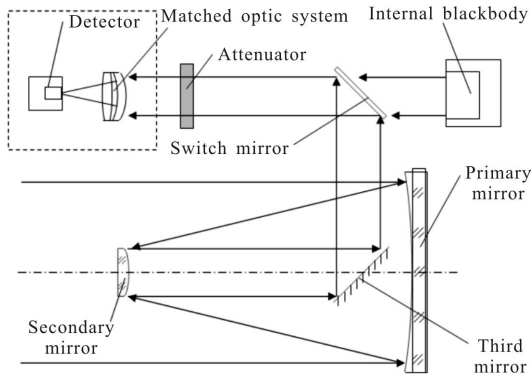 Detector
Matched optic system
Internal blackbody
Attenuator
Switch mirror
Primary
mirror
Secondary
mirror
Third
mirror